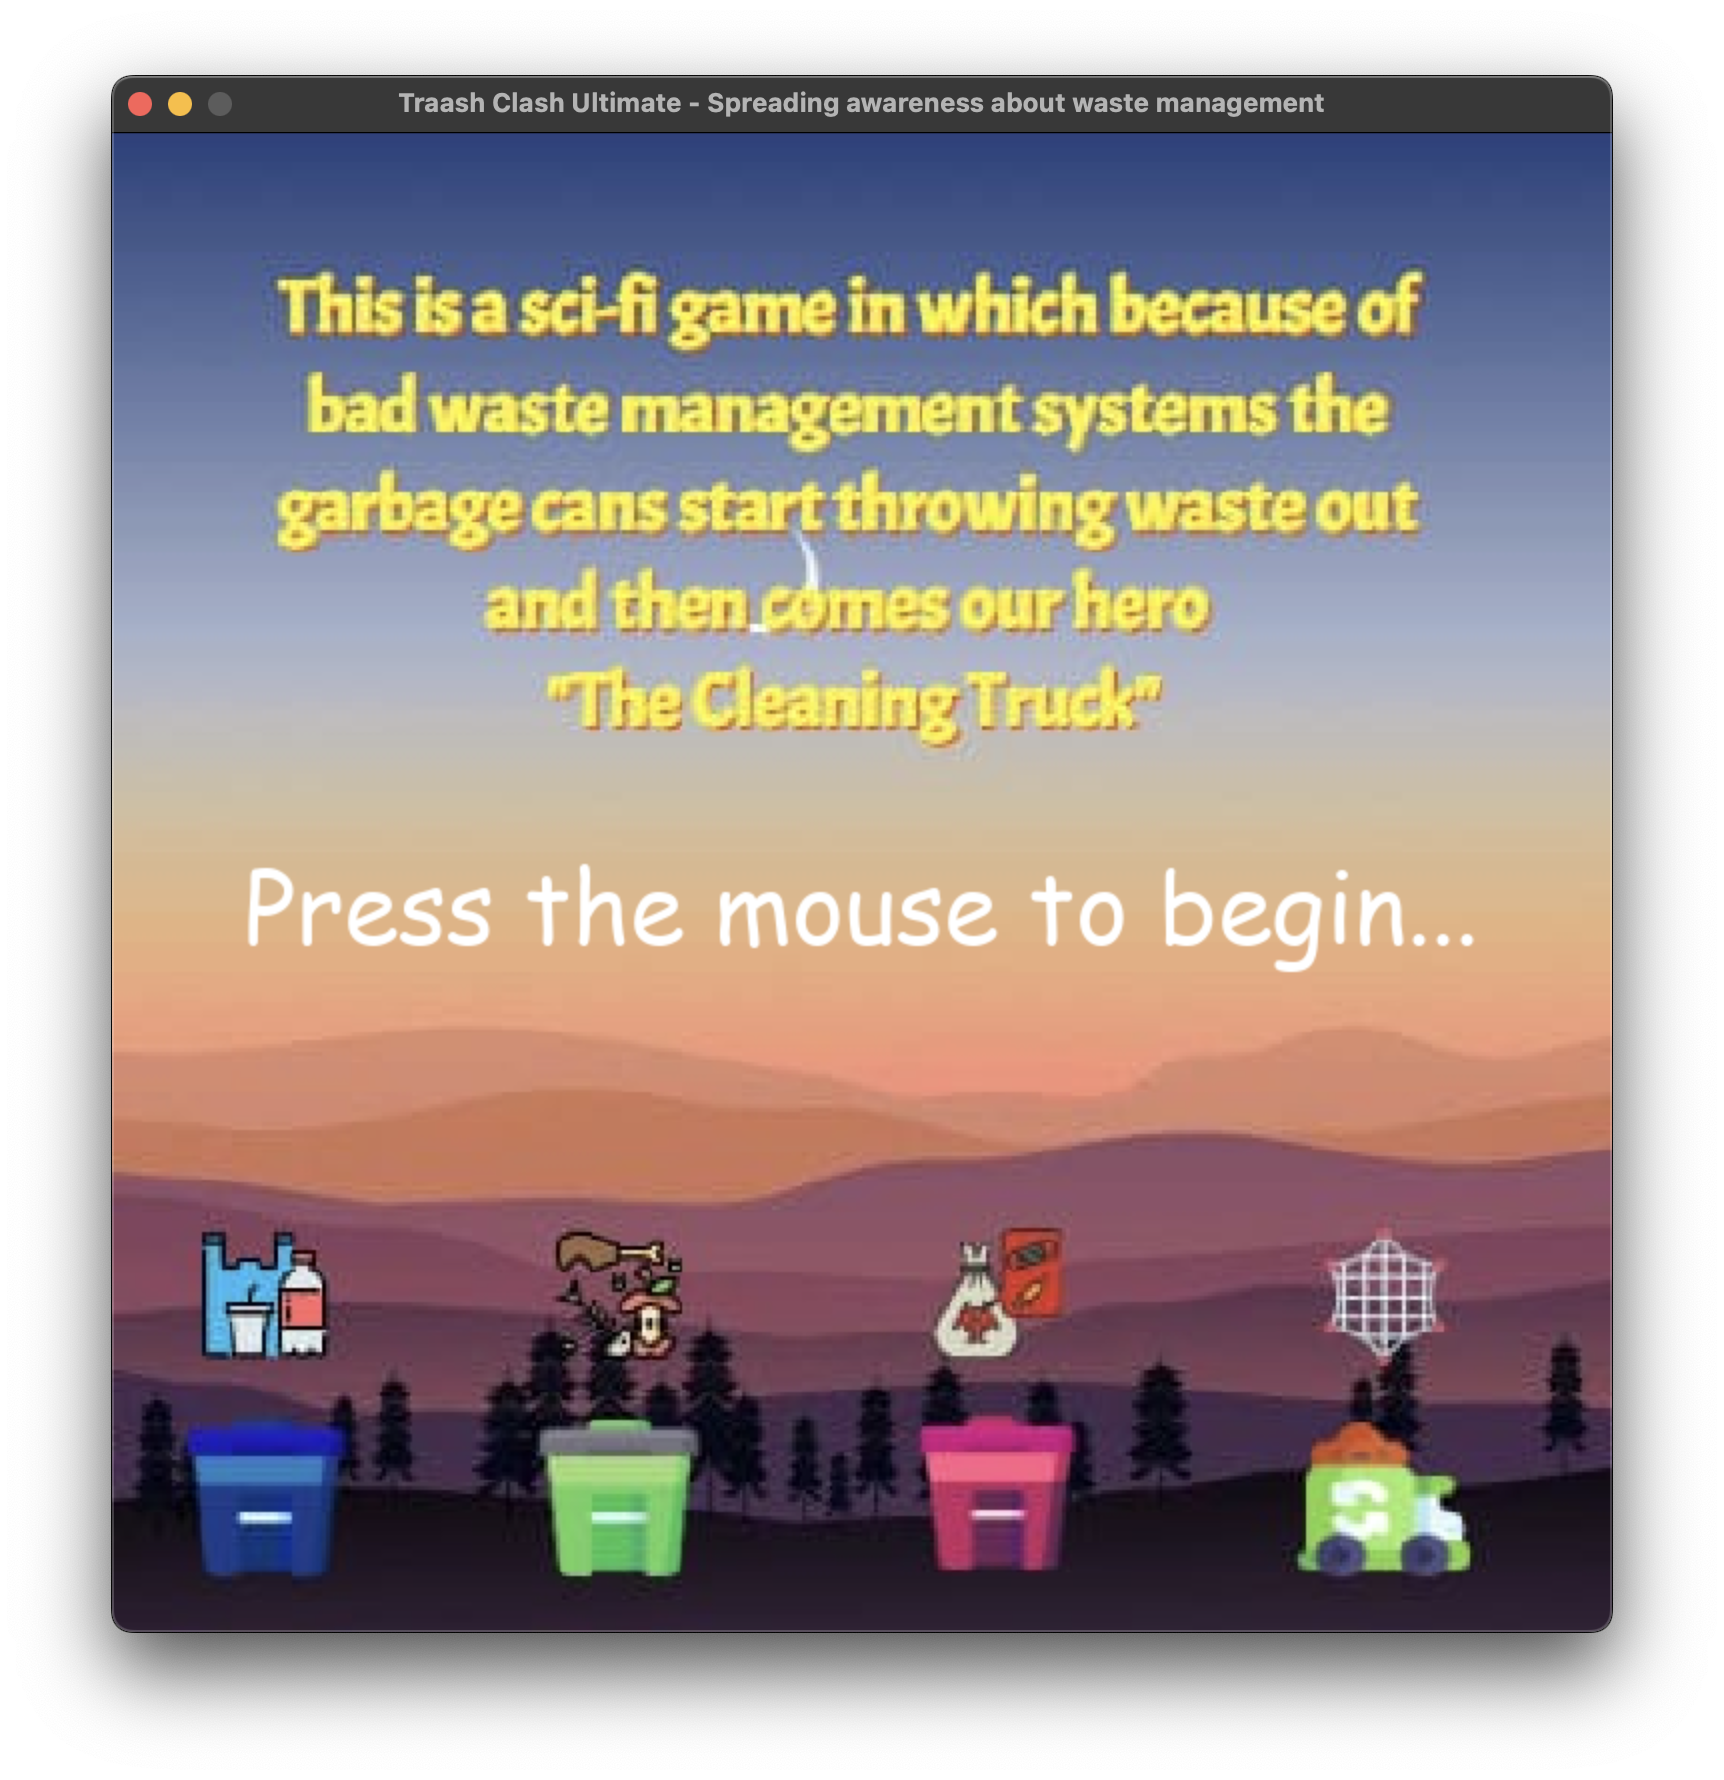 Traash Clash Ultimate - Spreading awareness about waste management
This is a sci-fi game in which because of
bad waste management systems the
garbage cans start throwing waste out
and then comes our hero
"The Cleaning Truck"
Press the mouse to begin...